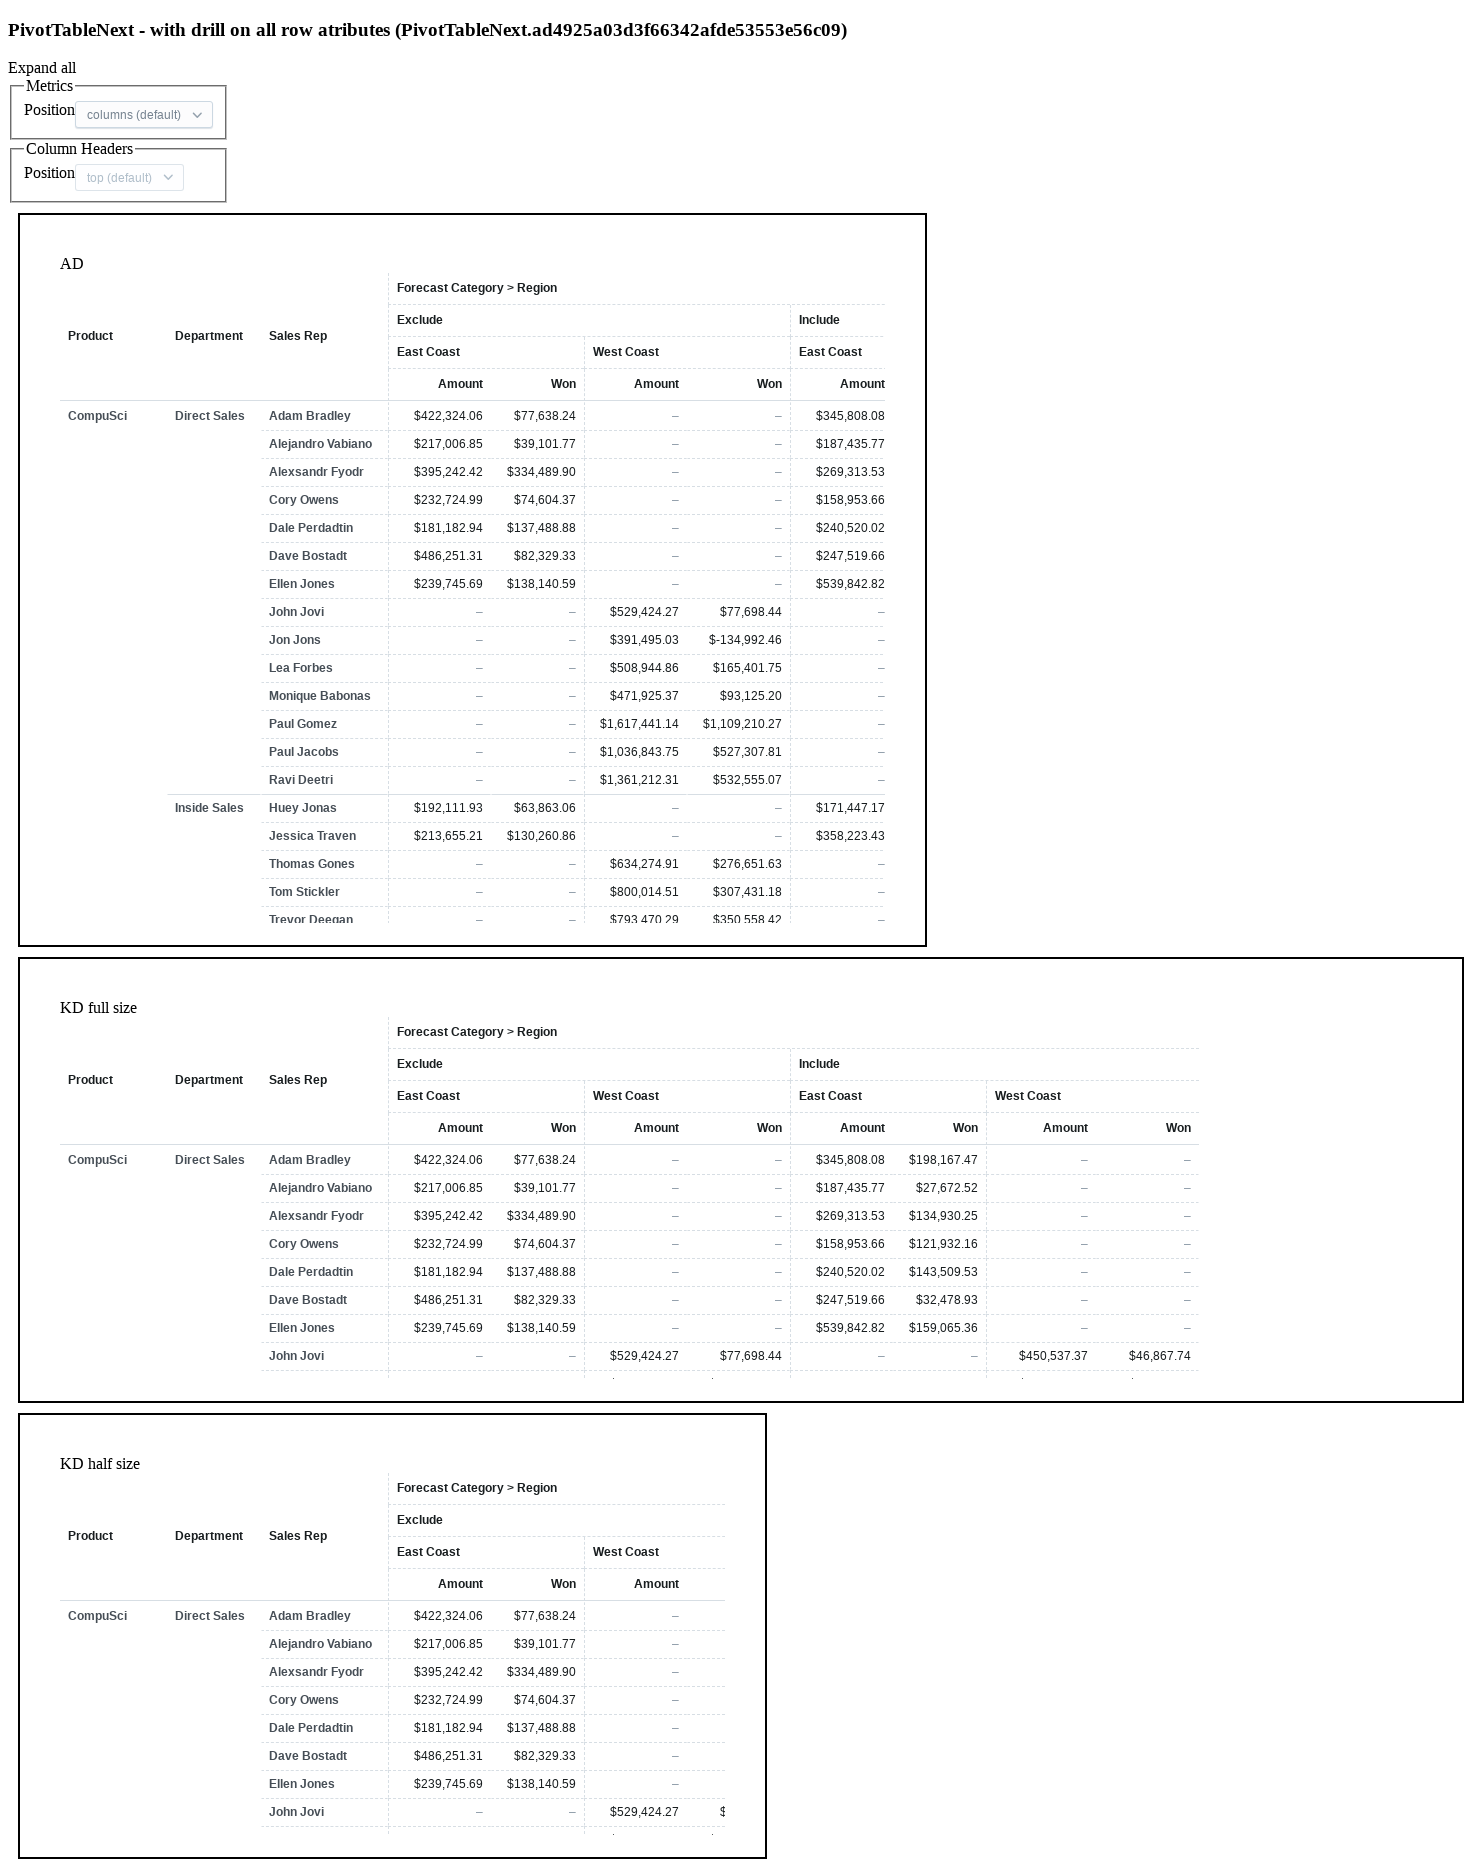 PivotTableNext - with drill on all row atributes (PivotTableNext.ad4925a03d3f66342afde53553e56c09)
Expand all
Metrics
Position columns (default)
Column Headers
Position top (default)
AD
Forecast Category > Region
Exclude Include
Product Department Sales Rep
East Coast West Coast East Coast
Amount Won Amount Won Amount
CompuSci Direct Sales Adam Bradley $422,324.06 $77,638.24 – – $345,808.08
Alejandro Vabiano $217,006.85 $39,101.77 – – $187,435.77
Alexsandr Fyodr $395,242.42 $334,489.90 – – $269,313.53
Cory Owens $232,724.99 $74,604.37 – – $158,953.66
Dale Perdadtin $181,182.94 $137,488.88 – – $240,520.02
Dave Bostadt $486,251.31 $82,329.33 – – $247,519.66
Ellen Jones $239,745.69 $138,140.59 – – $539,842.82
John Jovi – – $529,424.27 $77,698.44 –
Jon Jons – – $391,495.03 $-134,992.46 –
Lea Forbes – – $508,944.86 $165,401.75 –
Monique Babonas – – $471,925.37 $93,125.20 –
Paul Gomez – – $1,617,441.14 $1,109,210.27 –
Paul Jacobs – – $1,036,843.75 $527,307.81 –
Ravi Deetri – – $1,361,212.31 $532,555.07 –
Inside Sales Huey Jonas $192,111.93 $63,863.06 – – $171,447.17
Jessica Traven $213,655.21 $130,260.86 – – $358,223.43
Thomas Gones – – $634,274.91 $276,651.63 –
Tom Stickler – – $800,014.51 $307,431.18 –
Trevor Deegan – – $793,470.29 $350,558.42 –
KD full size
Forecast Category > Region
Exclude Include
Product Department Sales Rep
East Coast West Coast East Coast West Coast
Amount Won Amount Won Amount Won Amount Won
CompuSci Direct Sales Adam Bradley $422,324.06 $77,638.24 – – $345,808.08 $198,167.47 – –
Alejandro Vabiano $217,006.85 $39,101.77 – – $187,435.77 $27,672.52 – –
Alexsandr Fyodr $395,242.42 $334,489.90 – – $269,313.53 $134,930.25 – –
Cory Owens $232,724.99 $74,604.37 – – $158,953.66 $121,932.16 – –
Dale Perdadtin $181,182.94 $137,488.88 – – $240,520.02 $143,509.53 – –
Dave Bostadt $486,251.31 $82,329.33 – – $247,519.66 $32,478.93 – –
Ellen Jones $239,745.69 $138,140.59 – – $539,842.82 $159,065.36 – –
John Jovi – – $529,424.27 $77,698.44 – – $450,537.37 $46,867.74
KD half size
Forecast Category > Region
Exclude
Product Department Sales Rep
East Coast West Coast
Amount Won Amount
CompuSci Direct Sales Adam Bradley $422,324.06 $77,638.24 –
Alejandro Vabiano $217,006.85 $39,101.77 –
Alexsandr Fyodr $395,242.42 $334,489.90 –
Cory Owens $232,724.99 $74,604.37 –
Dale Perdadtin $181,182.94 $137,488.88 –
Dave Bostadt $486,251.31 $82,329.33 –
Ellen Jones $239,745.69 $138,140.59 –
John Jovi – – $529,424.27 $